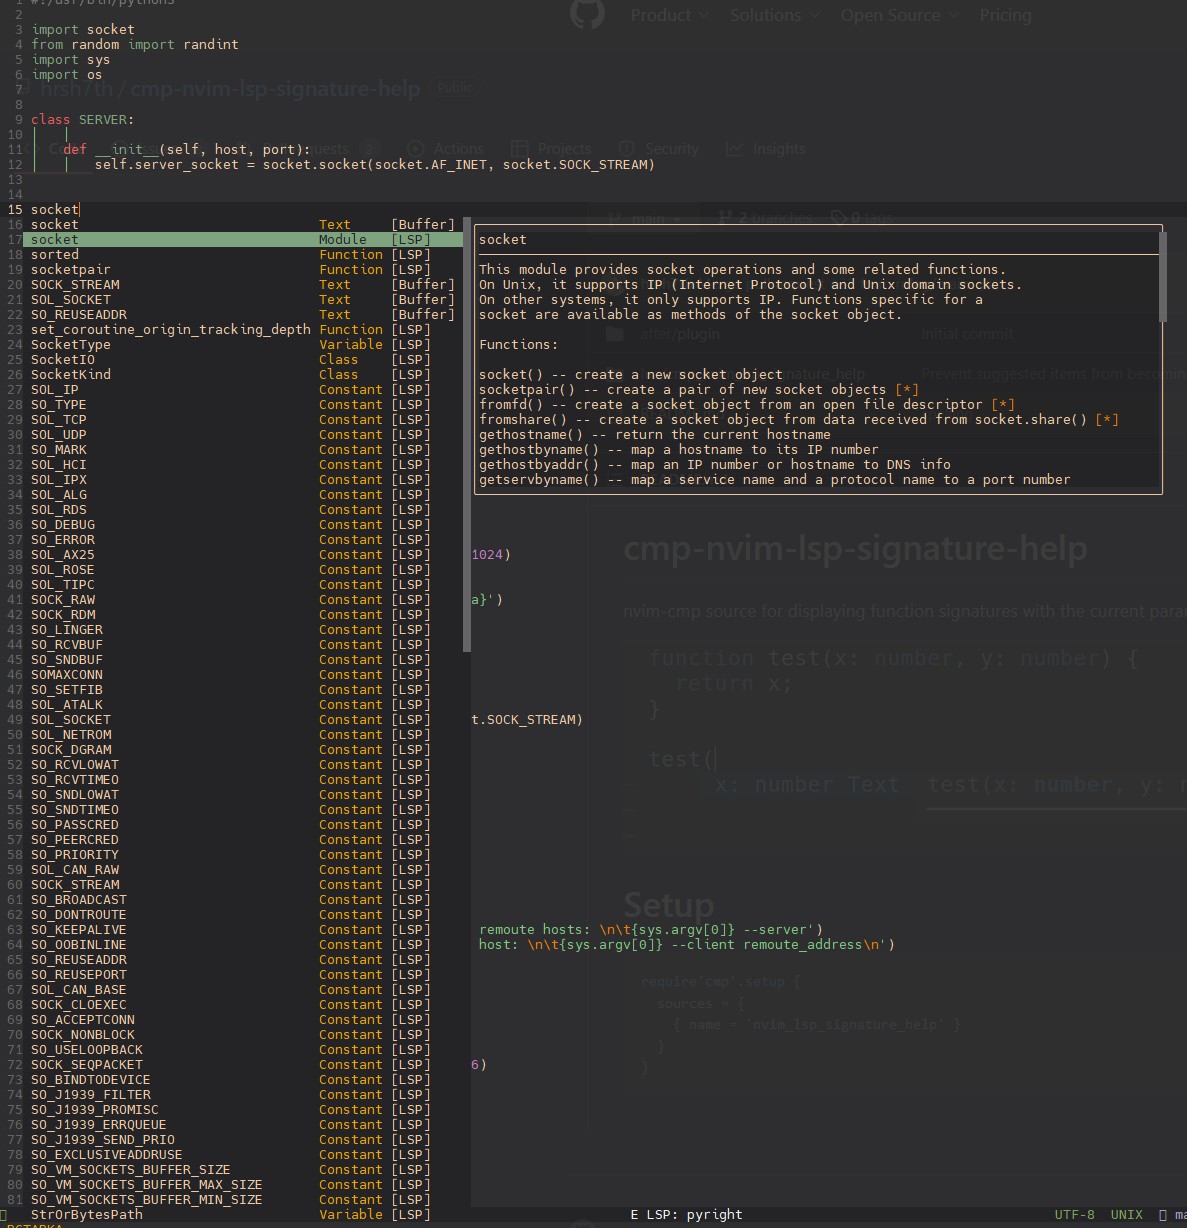 1 #!/usr/bin/python3
2
3 import socket
4 from random import randint
5 import sys
6 import os
7
8
9 class SERVER:
10
11 def __init__(self, host, port):
12 self.server_socket = socket.socket(socket.AF_INET, socket.SOCK_STREAM)
13
14
15 socket
16 socket Text [Buffer]
17 socket Module [LSP]
18 sorted Function [LSP]
19 socketpair Function [LSP]
20 SOCK_STREAM Text [Buffer]
21 SOL_SOCKET Text [Buffer]
22 SO_REUSEADDR Text [Buffer]
23 set_coroutine_origin_tracking_depth Function [LSP]
24 SocketType Variable [LSP]
25 SocketIO Class [LSP]
26 SocketKind Class [LSP]
27 SOL_IP Constant [LSP]
28 SO_TYPE Constant [LSP]
29 SOL_TCP Constant [LSP]
30 SOL_UDP Constant [LSP]
31 SO_MARK Constant [LSP]
32 SOL_HCI Constant [LSP]
33 SOL_IPX Constant [LSP]
34 SOL_ALG Constant [LSP]
35 SOL_RDS Constant [LSP]
36 SO_DEBUG Constant [LSP]
37 SO_ERROR Constant [LSP]
38 SOL_AX25 Constant [LSP] 1024)
39 SOL_ROSE Constant [LSP]
40 SOL_TIPC Constant [LSP]
41 SOCK_RAW Constant [LSP] a}')
42 SOCK_RDM Constant [LSP]
43 SO_LINGER Constant [LSP]
44 SO_RCVBUF Constant [LSP]
45 SO_SNDBUF Constant [LSP]
46 SOMAXCONN Constant [LSP]
47 SO_SETFIB Constant [LSP]
48 SOL_ATALK Constant [LSP]
49 SOL_SOCKET Constant [LSP] t.SOCK_STREAM)
50 SOL_NETROM Constant [LSP]
51 SOCK_DGRAM Constant [LSP]
52 SO_RCVLOWAT Constant [LSP]
53 SO_RCVTIMEO Constant [LSP]
54 SO_SNDLOWAT Constant [LSP]
55 SO_SNDTIMEO Constant [LSP]
56 SO_PASSCRED Constant [LSP]
57 SO_PEERCRED Constant [LSP]
58 SO_PRIORITY Constant [LSP]
59 SOL_CAN_RAW Constant [LSP]
60 SOCK_STREAM Constant [LSP]
61 SO_BROADCAST Constant [LSP]
62 SO_DONTROUTE Constant [LSP]
63 SO_KEEPALIVE Constant [LSP] remoute hosts: \n\t{sys.argv[0]} --server')
64 SO_OOBINLINE Constant [LSP] host: \n\t{sys.argv[0]} --client remoute_address\n')
65 SO_REUSEADDR Constant [LSP]
66 SO_REUSEPORT Constant [LSP]
67 SOL_CAN_BASE Constant [LSP]
68 SOCK_CLOEXEC Constant [LSP]
69 SO_ACCEPTCONN Constant [LSP]
70 SOCK_NONBLOCK Constant [LSP]
71 SO_USELOOPBACK Constant [LSP]
72 SOCK_SEQPACKET Constant [LSP] 6)
73 SO_BINDTODEVICE Constant [LSP]
74 SO_J1939_FILTER Constant [LSP]
75 SO_J1939_PROMISC Constant [LSP]
76 SO_J1939_ERRQUEUE Constant [LSP]
77 SO_J1939_SEND_PRIO Constant [LSP]
78 SO_EXCLUSIVEADDRUSE Constant [LSP]
79 SO_VM_SOCKETS_BUFFER_SIZE Constant [LSP]
80 SO_VM_SOCKETS_BUFFER_MAX_SIZE Constant [LSP]
81 SO_VM_SOCKETS_BUFFER_MIN_SIZE Constant [LSP]
StrOrBytesPath Variable [LSP] E LSP: pyright UTF-8 UNIX
socket
This module provides socket operations and some related functions.
On Unix, it supports IP (Internet Protocol) and Unix domain sockets.
On other systems, it only supports IP. Functions specific for a
socket are available as methods of the socket object.
Functions:
socket() -- create a new socket object
socketpair() -- create a pair of new socket objects [*]
fromfd() -- create a socket object from an open file descriptor [*]
fromshare() -- create a socket object from data received from socket.share() [*]
gethostname() -- return the current hostname
gethostbyname() -- map a hostname to its IP number
gethostbyaddr() -- map an IP number or hostname to DNS info
getservbyname() -- map a service name and a protocol name to a port number
Product Solutions Open Source Pricing
hrsh7th / cmp-nvim-lsp-signature-help Public
Actions Projects Security Insights
main 2 branches 0 tags
after/plugin Initial commit
Prevent suggested items from
cmp-nvim-lsp-signature-help
nvim-cmp source for displaying function signatures with the current
function test(x: number, y: number) {
return x;
}
test(
x: number Text test(x: number, y:
Setup
require'cmp'.setup {
sources = {
{ name = 'nvim_lsp_signature_help' }
}